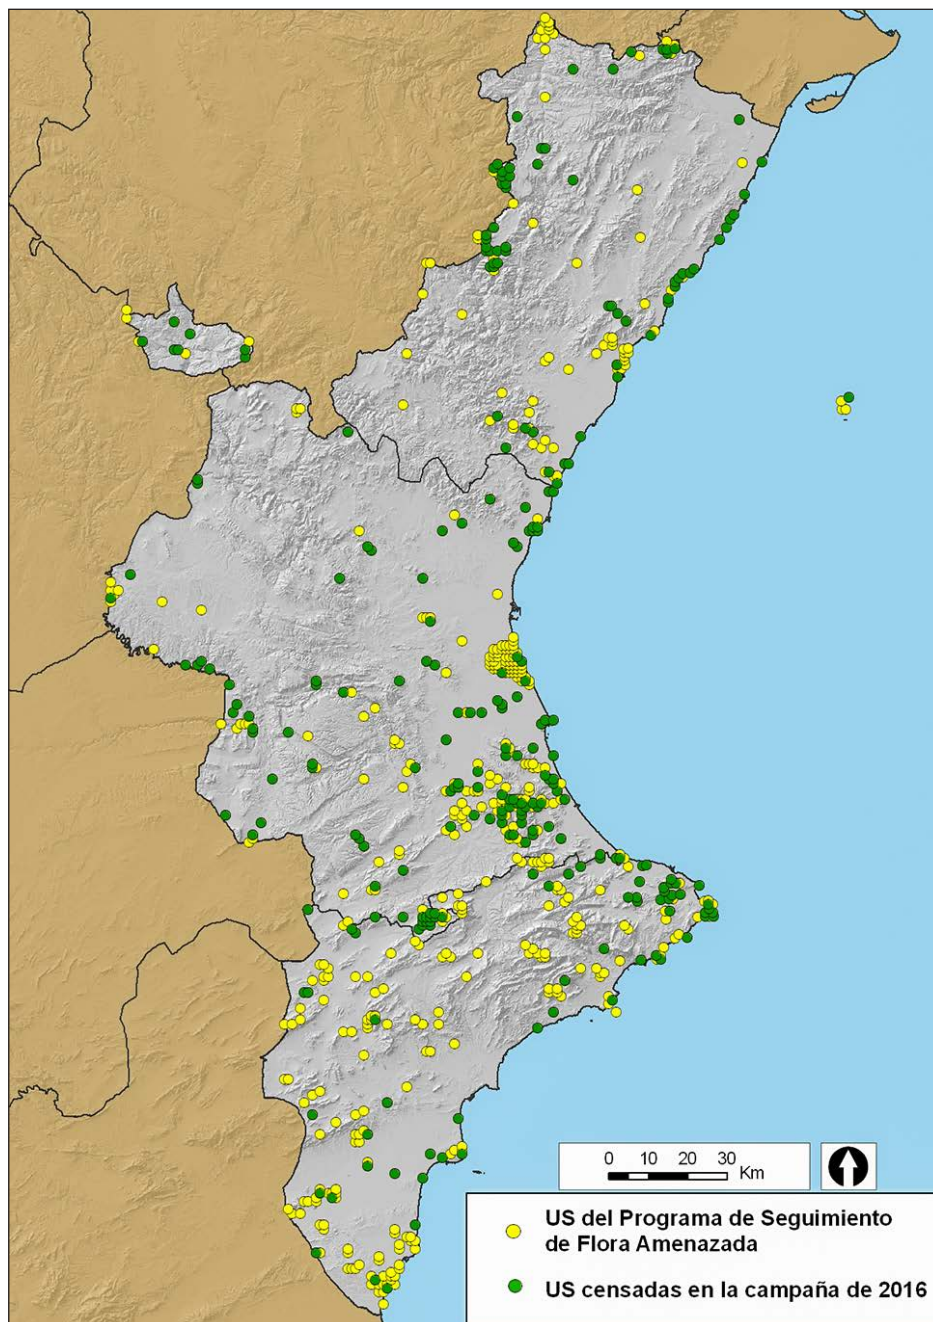 0 10 20 30
Km
US del Programa de Seguimiento
de Flora Amenazada
US censadas en la campaña de 2016